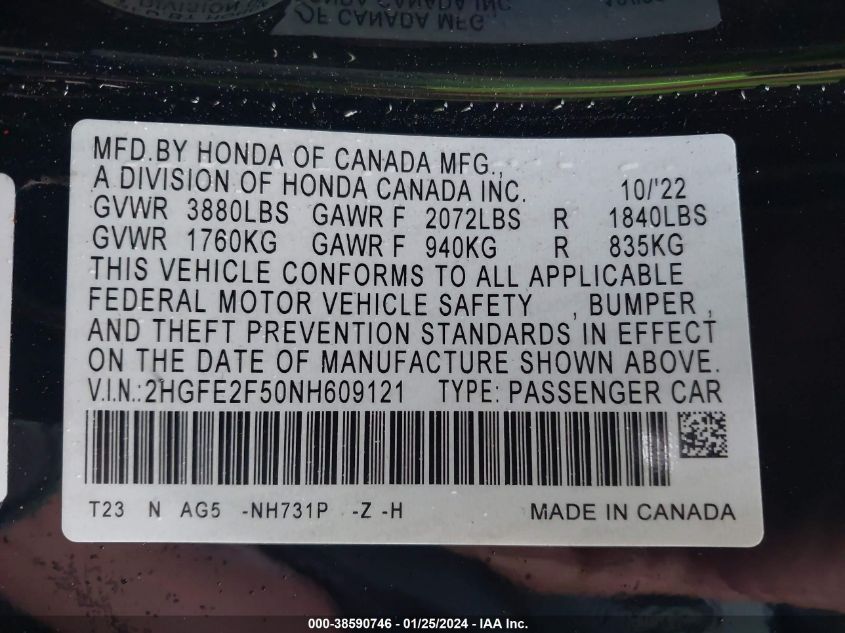 MFD.BY HONDA OF CANADA MFG.,
A DIVISION OF HONDA CANADA INC. 10/'22
GVWR 3880LBS GAWR F 2072LBS R 1840LBS
GVWR 1760KG GAWR F 940KG R 835KG
THIS VEHICLE CONFORMS TO ALL APPLICABLE
FEDERAL MOTOR VEHICLE SAFETY , BUMPER ,
AND THEFT PREVENTION STANDARDS IN EFFECT
ON THE DATE OF MANUFACTURE SHOWN ABOVE.
V.I.N.:2HGFE2F50NH609121 TYPE: PASSENGER CAR
T23 N AG5 -NH731P -Z -H MADE IN CANADA
000-38590746 - 01/25/2024 - IAA Inc.